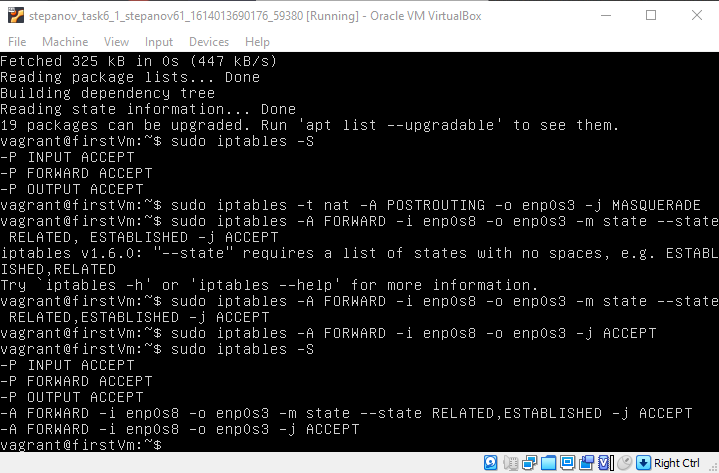 stepanov_task6_1_stepanov61_1614013690176_59380 [Running] - Oracle VM VirtualBox
File Machine View Input Devices Help
Fetched 325 kB in 0s (447 kB/s)
Reading package lists... Done
Building dependency tree
Reading state information... Done
19 packages can be upgraded. Run 'apt list --upgradable' to see them.
vagrant@firstVm:~$ sudo iptables -S
-P INPUT ACCEPT
-P FORWARD ACCEPT
-P OUTPUT ACCEPT
vagrant@firstVm:~$ sudo iptables -t nat -A POSTROUTING -o enp0s3 -j MASQUERADE
vagrant@firstVm:~$ sudo iptables -A FORWARD -i enp0s8 -o enp0s3 -m state --state
 RELATED, ESTABLISHED -j ACCEPT
iptables v1.6.0: "--state" requires a list of states with no spaces, e.g. ESTABL
ISHED,RELATED
Try `iptables -h' or 'iptables --help' for more information.
vagrant@firstVm:~$ sudo iptables -A FORWARD -i enp0s8 -o enp0s3 -m state --state
 RELATED,ESTABLISHED -j ACCEPT
vagrant@firstVm:~$ sudo iptables -A FORWARD -i enp0s8 -o enp0s3 -j ACCEPT
vagrant@firstVm:~$ sudo iptables -S
-P INPUT ACCEPT
-P FORWARD ACCEPT
-P OUTPUT ACCEPT
-A FORWARD -i enp0s8 -o enp0s3 -m state --state RELATED,ESTABLISHED -j ACCEPT
-A FORWARD -i enp0s8 -o enp0s3 -j ACCEPT
vagrant@firstVm:~$
Right Ctrl